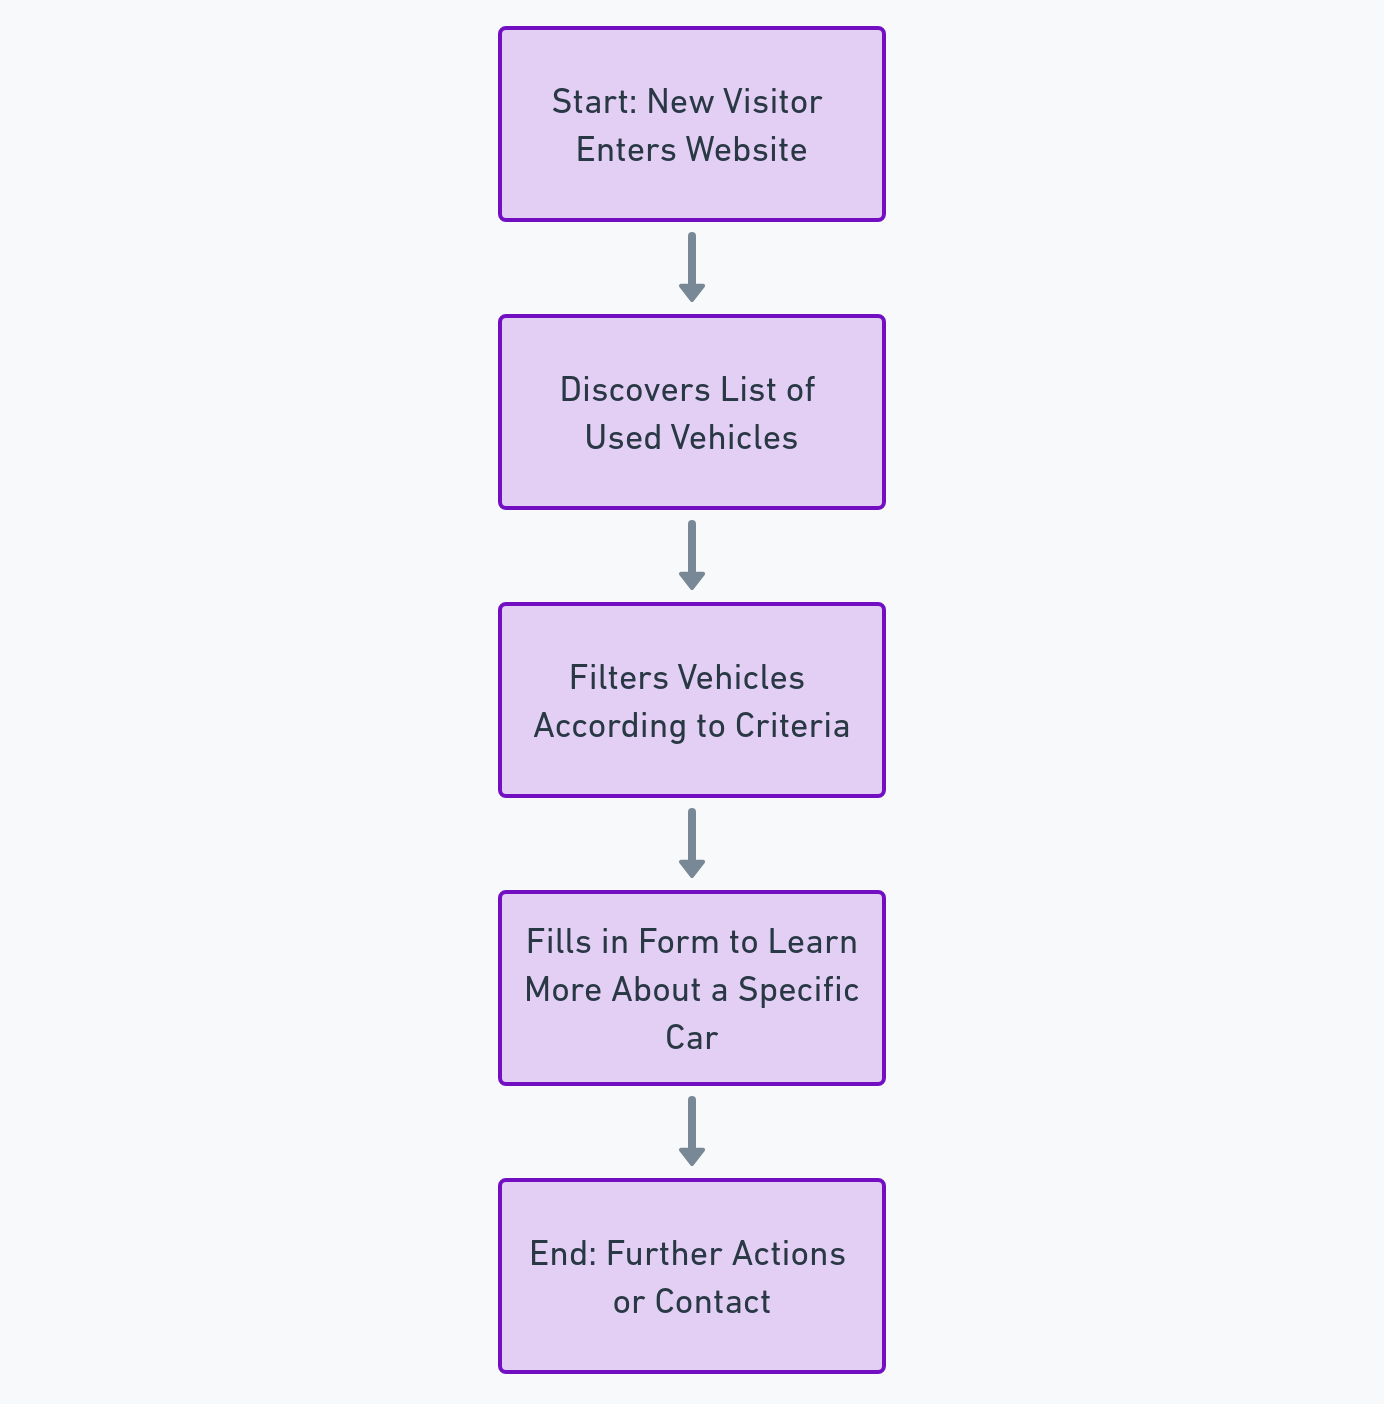 Start: New Visitor
Enters Website
Discovers List of
Used Vehicles
Filters Vehicles
According to Criteria
Fills in Form to Learn
More About a Specific
Car
End: Further Actions
or Contact